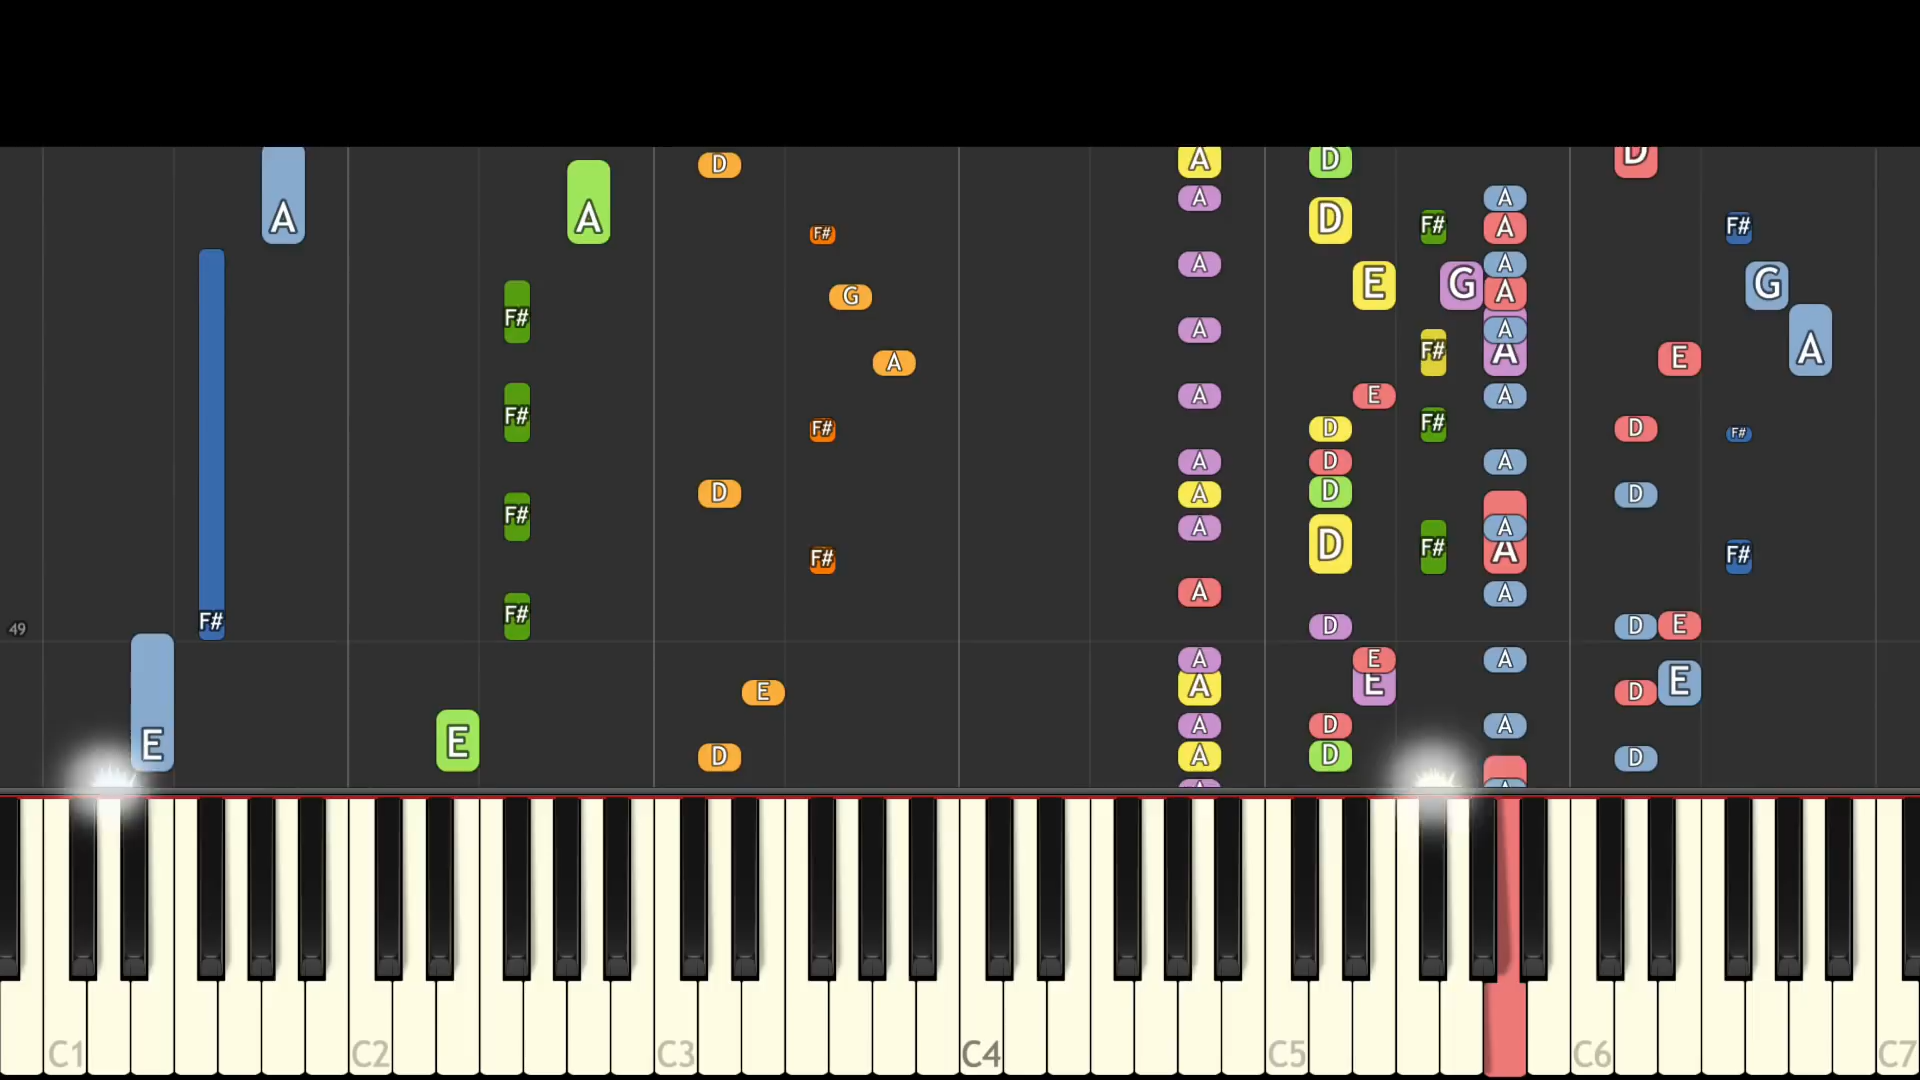 A D D
D
A A
D F# F#
A A A
F#
A A E G A G
G
F#
A A
F# A A
A E A
E A
F# D F# D
F# F#
A D A
D A D A D
F#
A A
D F# A F#
F#
A A
F# F# D D E
49
A E A
E A E D E
A D A
E E
D A D D
C1 C2 C3 C4 C5 C6 C7